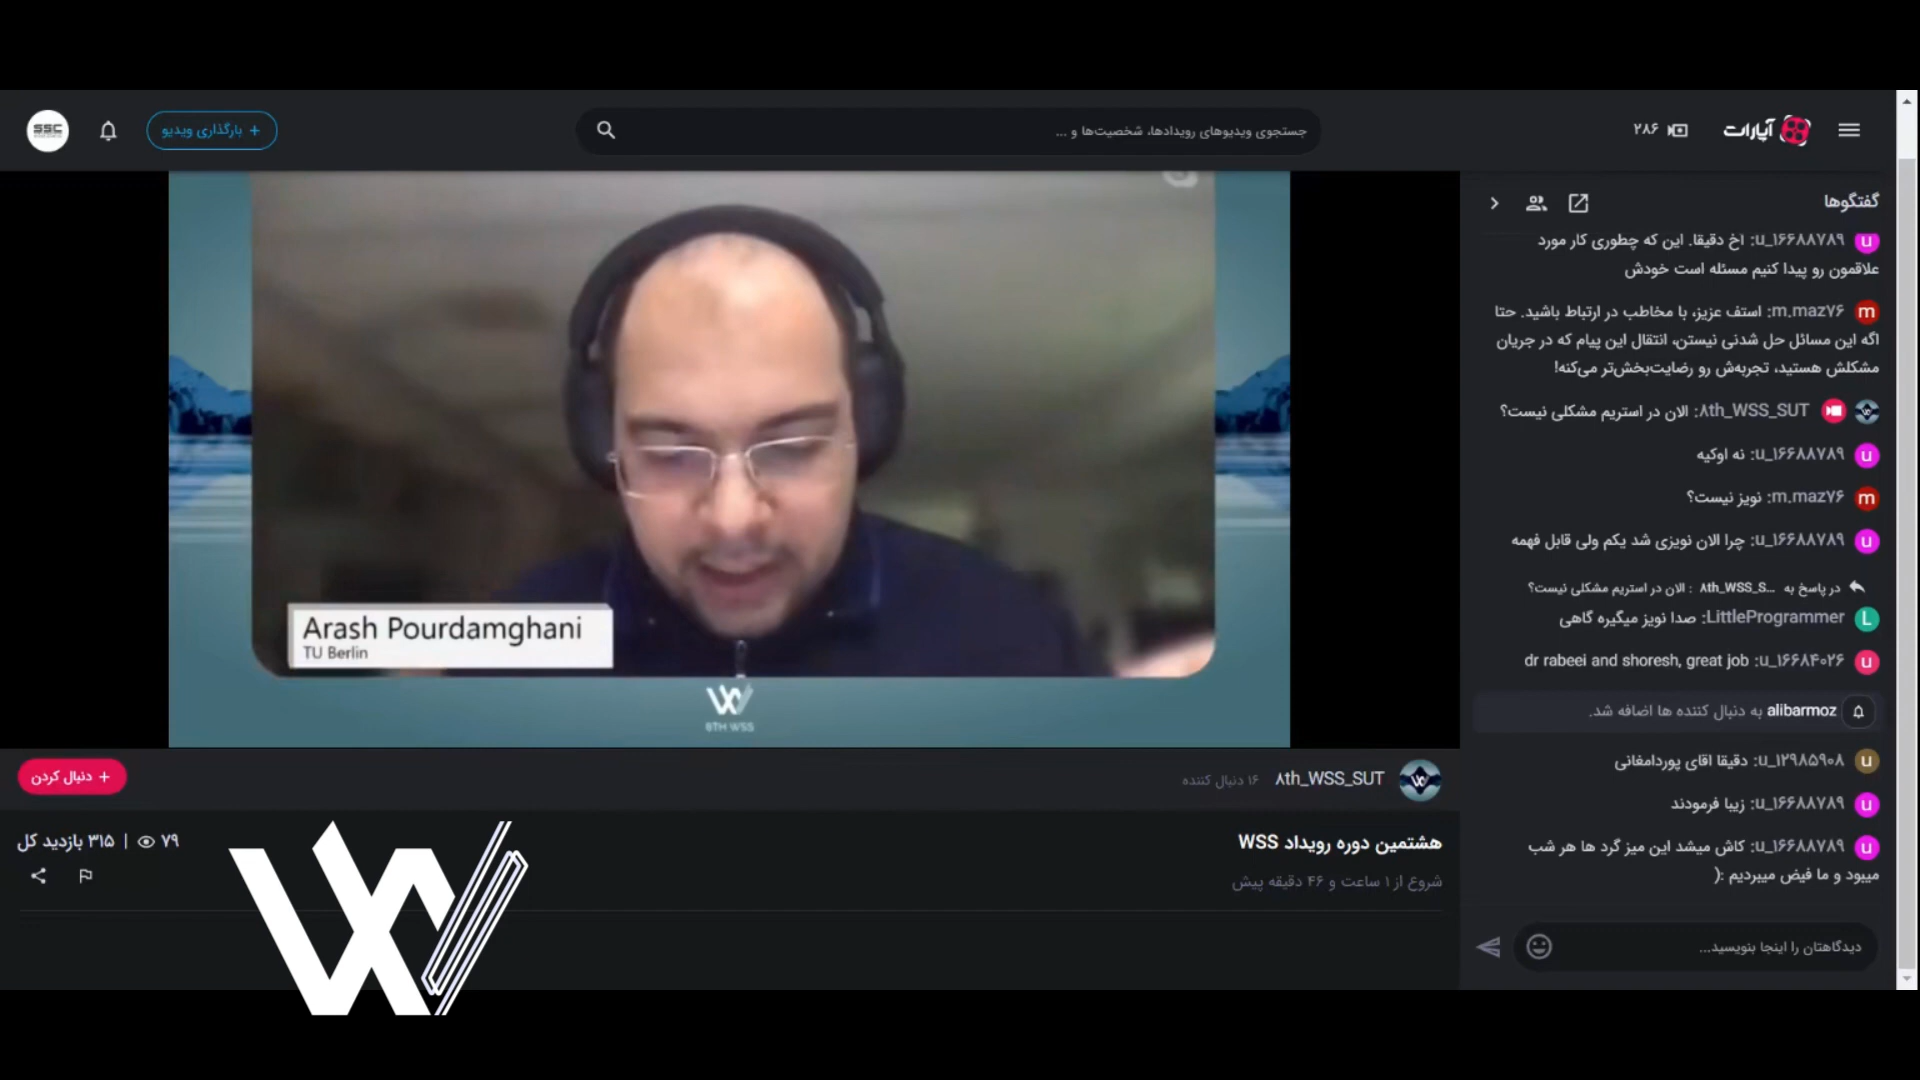 SSC
+ بارگذاری ویدیو
جستجوی ویدیوهای رویدادها، شخصیت‌ها و ...
۲۸۶
آپارات
Arash Pourdamghani
TU Berlin
8TH WSS
گفتگوها
u_۱۶۶۸۸۷۸۹: اخ دقیقا. این که چطوری کار مورد
علاقمون رو پیدا کنیم مسئله است خودش
m.maz۷۶: استف عزیز، با مخاطب در ارتباط باشید. حتا
اگه این مسائل حل شدنی نیستن، انتقال این پیام که در جریان
مشکلش هستید، تجربه‌ش رو رضایت‌بخش‌تر می‌کنه!
۸th_WSS_SUT: الان در استریم مشکلی نیست؟
u_۱۶۶۸۸۷۸۹: نه اوکیه
m.maz۷۶: نویز نیست؟
u_۱۶۶۸۸۷۸۹: چرا الان نویزی شد یکم ولی قابل فهمه
در پاسخ به ۸th_WSS_S... : الان در استریم مشکلی نیست؟
LittleProgrammer: صدا نویز میگیره گاهی
u_۱۶۶۸۴۰۲۶: dr rabeei and shoresh, great job
alibarmoz به دنبال کننده ها اضافه شد.
u_۱۲۹۸۵۹۰۸: دقیقا اقای پوردامغانی
u_۱۶۶۸۸۷۸۹: زیبا فرمودند
u_۱۶۶۸۸۷۸۹: کاش میشد این میز گرد ها هر شب
میبود و ما فیض میبردیم :(
دیدگاهتان را اینجا بنویسید...
+ دنبال کردن
۸th_WSS_SUT ۱۶ دنبال کننده
هشتمین دوره رویداد WSS
شروع از ۱ ساعت و ۴۶ دقیقه پیش
۷۹ | ۳۱۵ بازدید کل